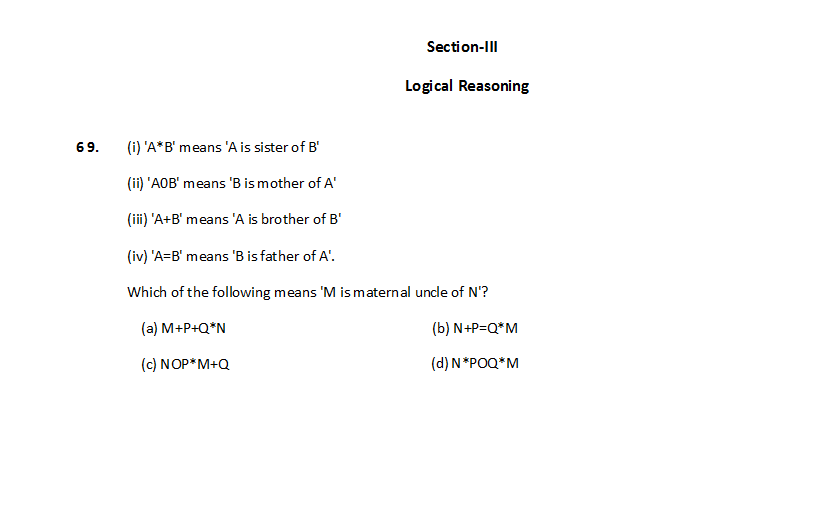 Section-III
Logical Reasoning
69. (i) 'A*B' means 'A is sister of B'
(ii) 'A0B' means 'B is mother of A'
(iii) 'A+B' means 'A is brother of B'
(iv) 'A=B' means 'B is father of A'.
Which of the following means 'M is maternal uncle of N'?
(a) M+P+Q*N (b) N+P=Q*M
(c) NOP*M+Q (d) N*POQ*M